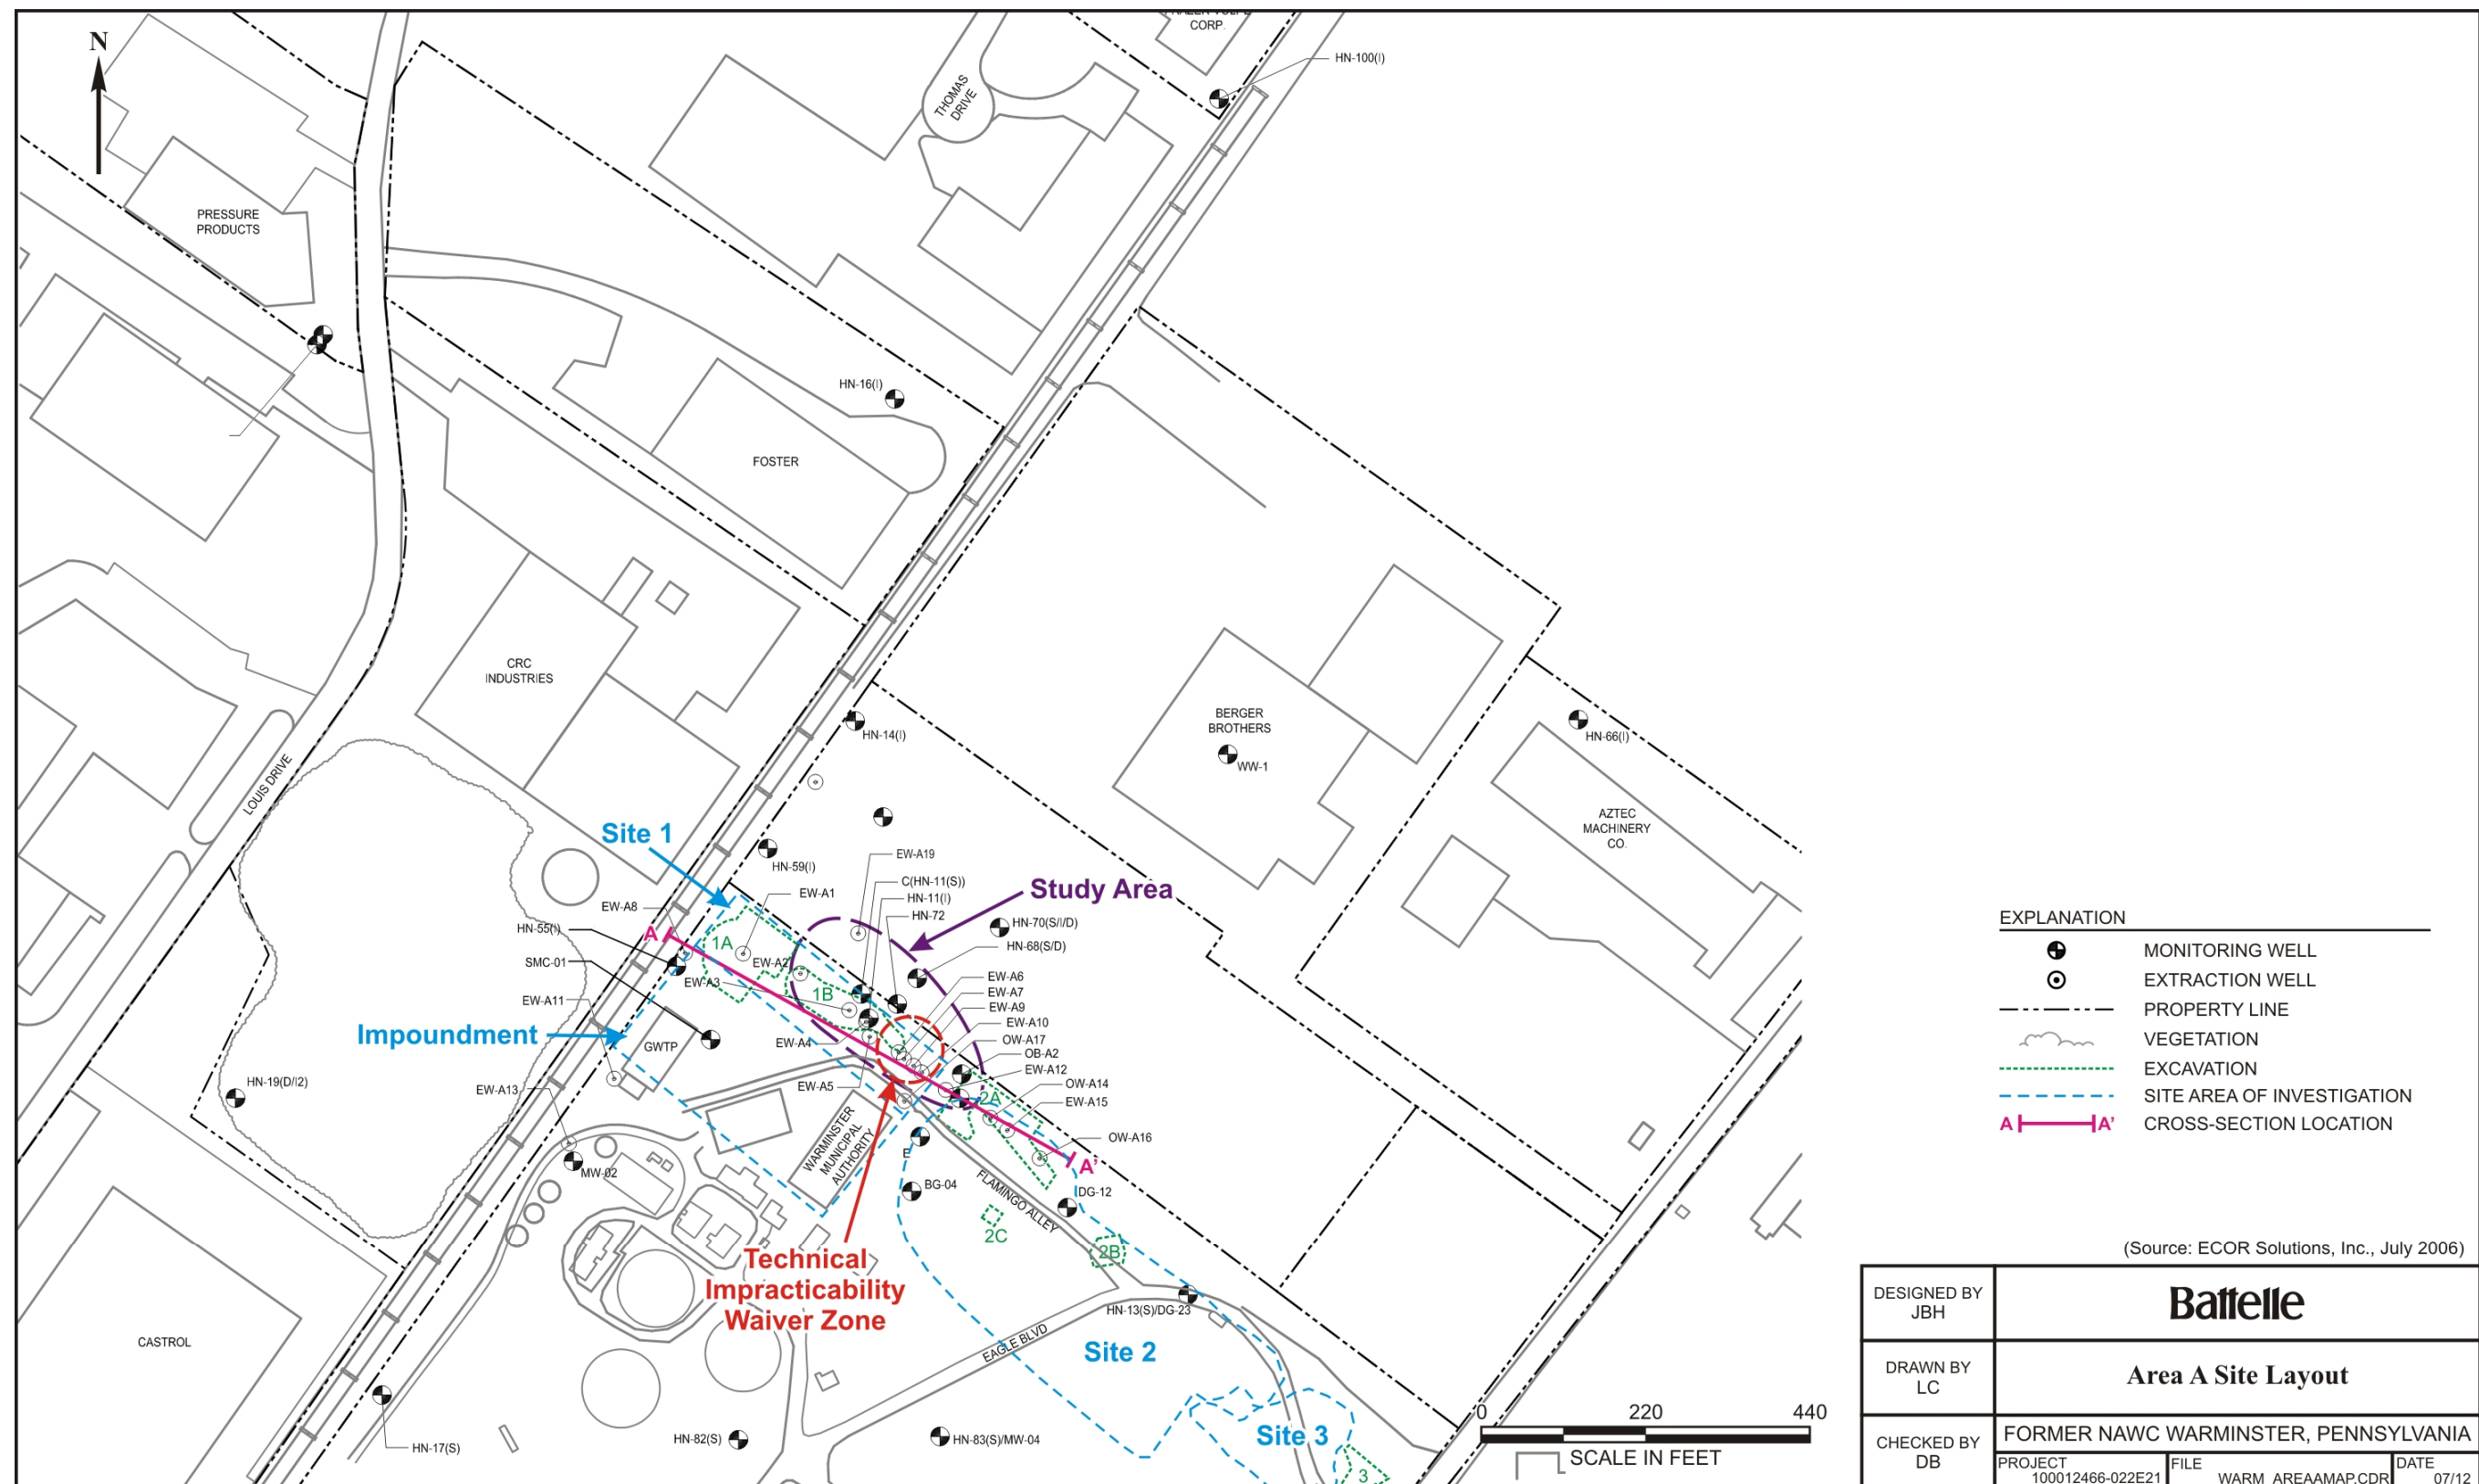 N
CORP.
HN-100(I)
THOMAS
DRIVE
PRESSURE
PRODUCTS
HN-16(I)
FOSTER
CRC
INDUSTRIES
LOUIS DRIVE
BERGER
BROTHERS
WW-1
HN-66(I)
AZTEC
MACHINERY
CO.
HN-14(I)
HN-59(I)
Site 1
EW-A19
C(HN-11(S))
HN-11(I)
HN-72
Study Area
EW-A1
EW-A8
HN-55(I)
A
1A
EW-A2
HN-70(S/I/D)
HN-68(S/D)
SMC-01
EW-A3
1B
EW-A6
EW-A7
EW-A9
EW-A10
OW-A17
OB-A2
EW-A12
OW-A14
EW-A15
OW-A16
EW-A11
Impoundment
GWTP
EW-A4
EW-A5
EW-A13
HN-19(D/I2)
2A
A'
WARMINSTER
MUNICIPAL
AUTHORITY
E
BG-04
FLAMINGO ALLEY
DG-12
MW-02
2C
2B
Technical
Impracticability
Waiver Zone
HN-13(S)/DG-23
EAGLE BLVD
Site 2
CASTROL
HN-17(S)
HN-82(S)
HN-83(S)/MW-04
Site 3
3
0 220 440
SCALE IN FEET
EXPLANATION
MONITORING WELL
EXTRACTION WELL
PROPERTY LINE
VEGETATION
EXCAVATION
SITE AREA OF INVESTIGATION
A A' CROSS-SECTION LOCATION
(Source: ECOR Solutions, Inc., July 2006)
DESIGNED BY
JBH
Battelle
DRAWN BY
LC
Area A Site Layout
CHECKED BY
DB
FORMER NAWC WARMINSTER, PENNSYLVANIA
PROJECT
100012466-022E21
FILE
WARM_AREAAMAP.CDR
DATE
07/12